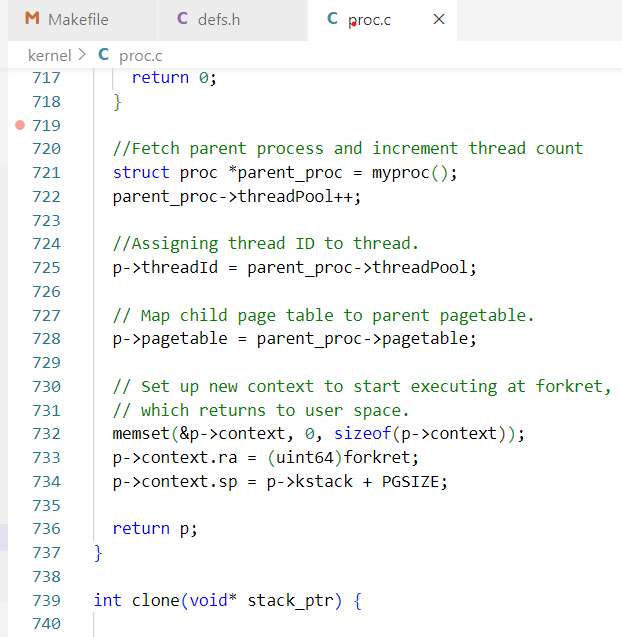 M Makefile C defs.h C proc.c ×
kernel > C proc.c
717 return 0;
718 }
719
720 //Fetch parent process and increment thread count
721 struct proc *parent_proc = myproc();
722 parent_proc->threadPool++;
723
724 //Assigning thread ID to thread.
725 p->threadId = parent_proc->threadPool;
726
727 // Map child page table to parent pagetable.
728 p->pagetable = parent_proc->pagetable;
729
730 // Set up new context to start executing at forkret,
731 // which returns to user space.
732 memset(&p->context, 0, sizeof(p->context));
733 p->context.ra = (uint64)forkret;
734 p->context.sp = p->kstack + PGSIZE;
735
736 return p;
737 }
738
739 int clone(void* stack_ptr) {
740